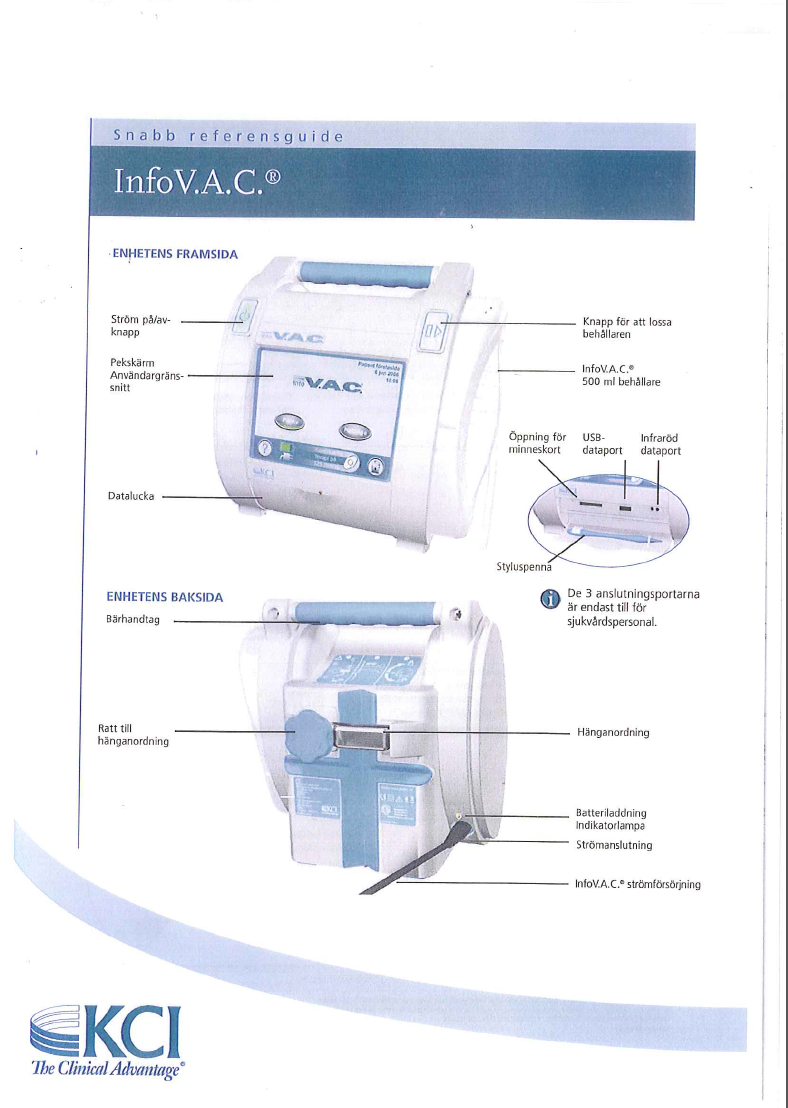 Snabb referensguide
InfoV.A.C.®
ENHETENS FRAMSIDA
Ström på/av-
knapp
Knapp för att lossa
behållaren
Pekskärm
Användargräns-
snitt
InfoV.A.C.®
500 ml behållare
V.A.C
V.A.C
Öppning för
minneskort
USB-
dataport
Infraröd
dataport
KCI
Datalucka
Styluspenna
ENHETENS BAKSIDA
Bärhandtag
De 3 anslutningsportarna
är endast till för
sjukvårdspersonal.
Ratt till
hänganordning
Hänganordning
Batteriladdning
Indikatorlampa
Strömanslutning
InfoV.A.C.® strömförsörjning
KCI
The Clinical Advantage®